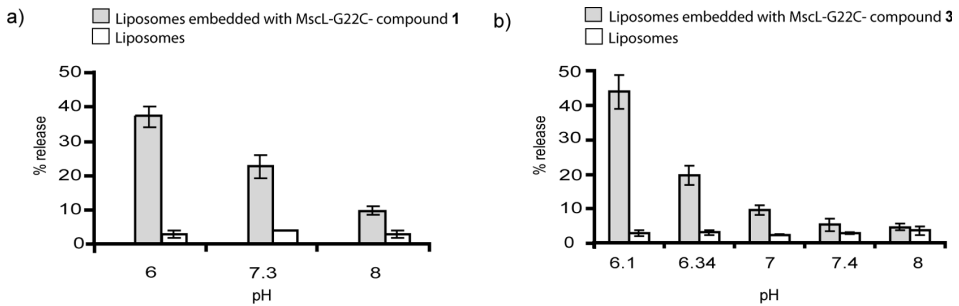 a)
Liposomes embedded with MscL-G22C- compound 1
Liposomes
50
40
30
20
10
0
% release
6 7.3 8
pH
b)
Liposomes embedded with MscL-G22C- compound 3
Liposomes
50
40
30
20
10
0
% release
6.1 6.34 7 7.4 8
pH